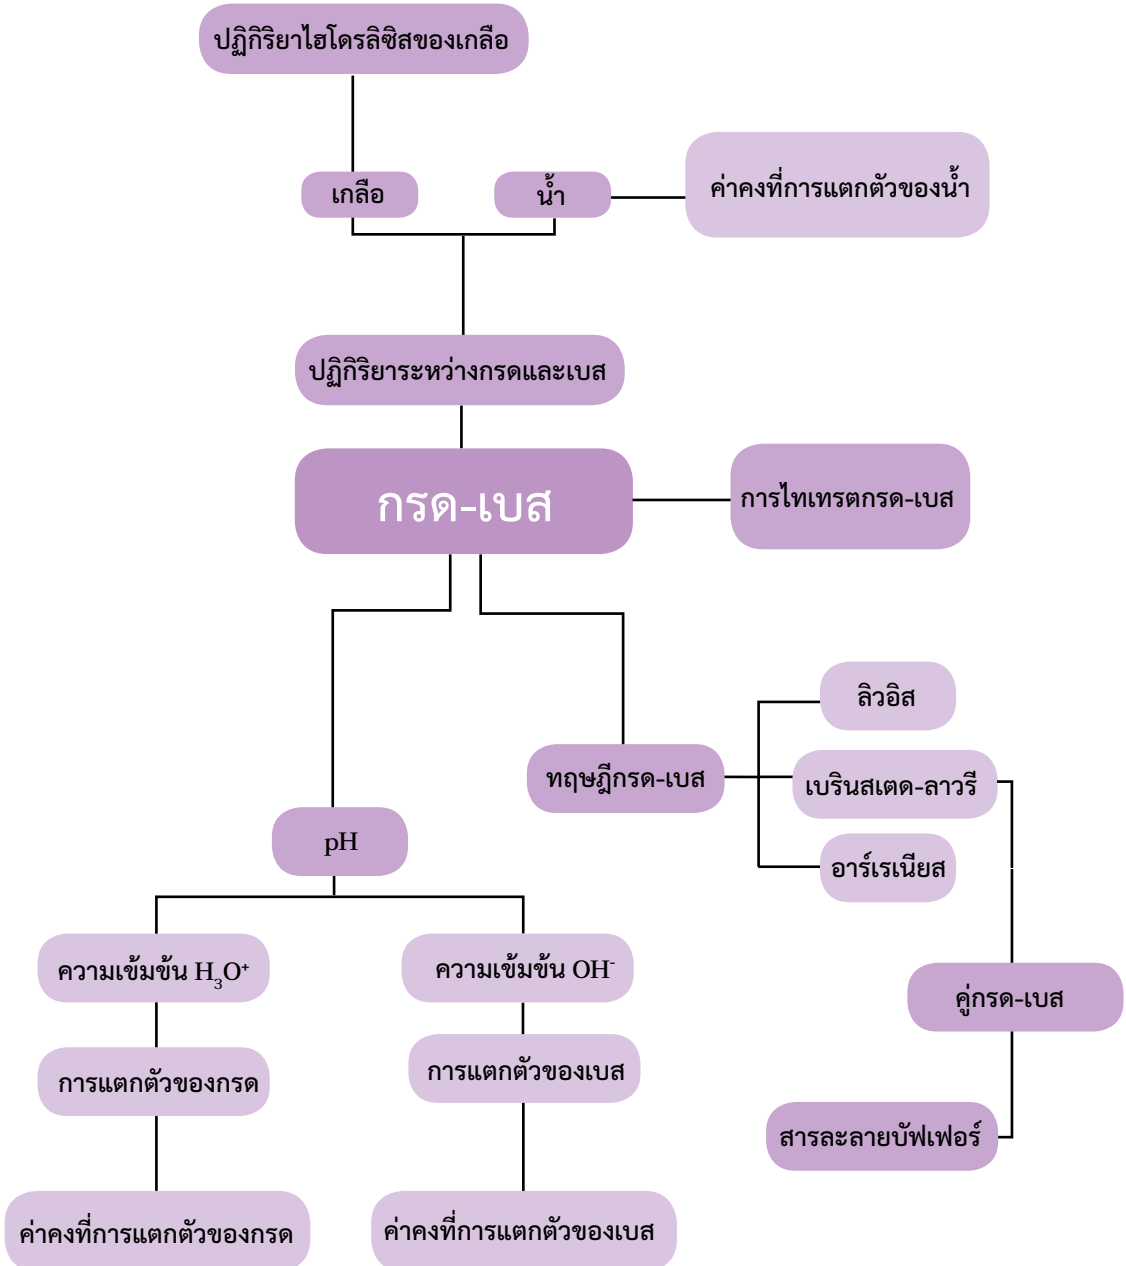 ปฏิกิริยาไฮโดรลิซิสของเกลือ
เกลือ
น้ำ
ค่าคงที่การแตกตัวของน้ำ
ปฏิกิริยาระหว่างกรดและเบส
กรด-เบส
การไทเทรตกรด-เบส
ลิวอิส
ทฤษฎีกรด-เบส
เบรินสเตด-ลาวรี
pH
อาร์เรเนียส
ความเข้มข้น H₃O⁺
ความเข้มข้น OH⁻
คู่กรด-เบส
การแตกตัวของกรด
การแตกตัวของเบส
สารละลายบัฟเฟอร์
ค่าคงที่การแตกตัวของกรด
ค่าคงที่การแตกตัวของเบส